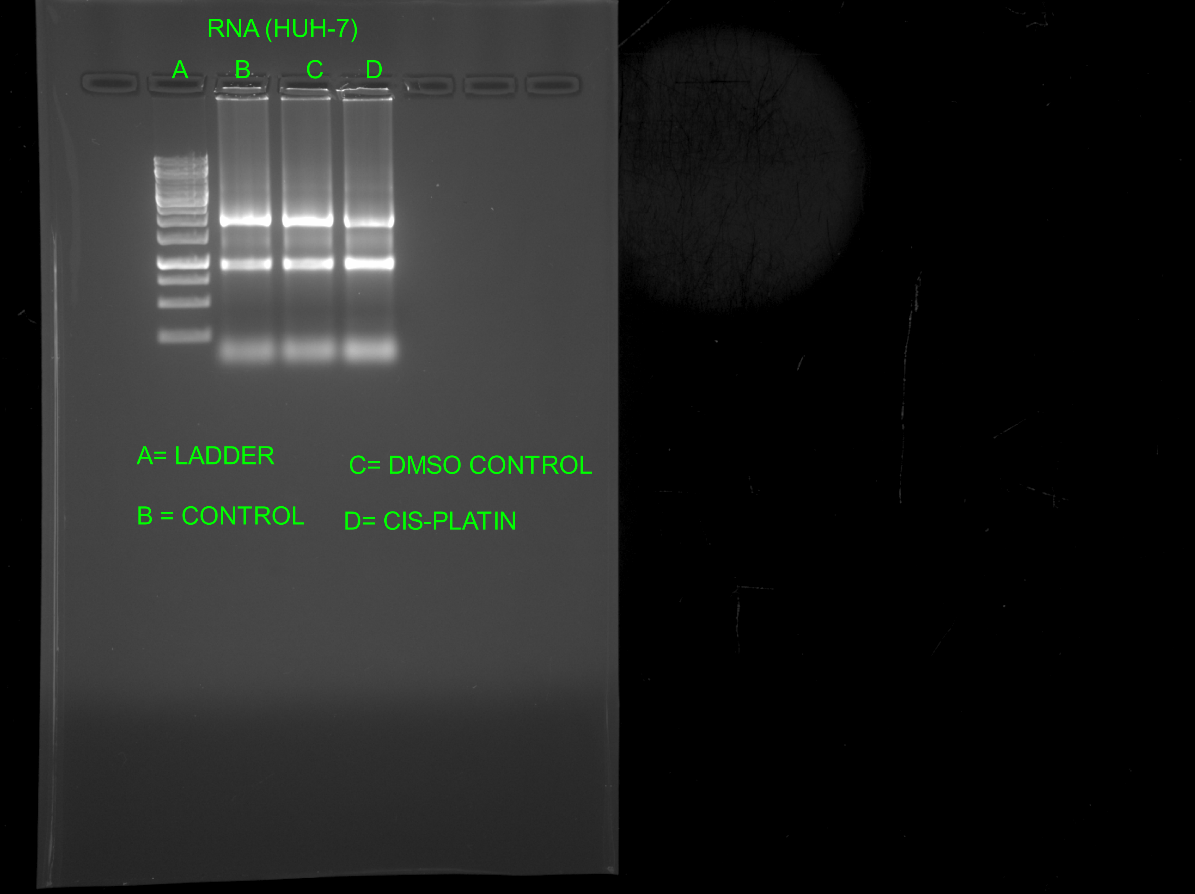 RNA (HUH-7)
A B C D
A= LADDER
C= DMSO CONTROL
B = CONTROL
D= CIS-PLATIN